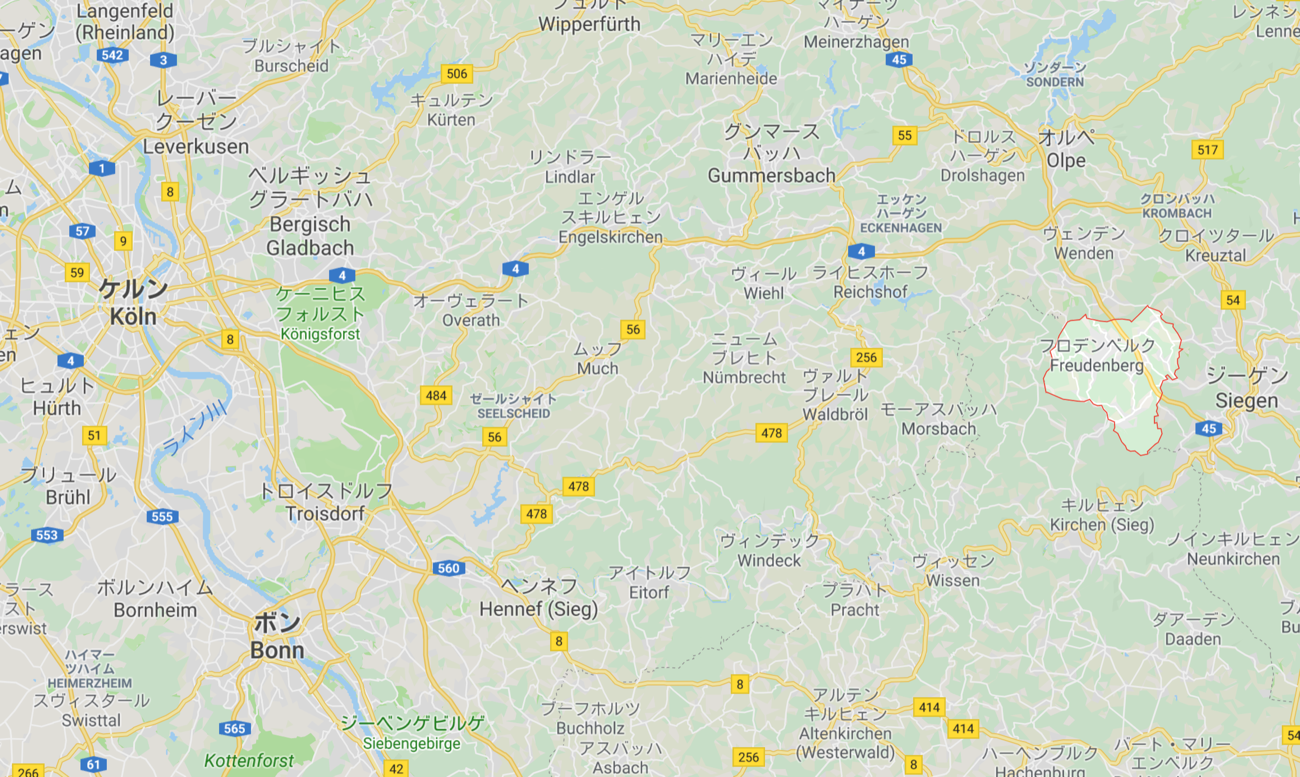 Langenfeld
(Rheinland)
ーゲン
agen
542
3
ブルシャイト
Burscheid
506
キュルテン
Kürten
Wipperfürth
マリーエン
ハイデ
Marienheide
ハーゲン
Meinerzhagen
45
ゾンダーン
SONDERN
レンネシ
Lenne
レーバー
クーゼン
Leverkusen
1
8
ベルギッシュ
グラートバハ
Bergisch
Gladbach
リンドラー
Lindlar
グンマース
バッハ
Gummersbach
55
ドロルス
ハーゲン
Drolshagen
オルペ
Olpe
517
57
9
59
エンゲル
スキルヒェン
Engelskirchen
エッケン
ハーゲン
ECKENHAGEN
クロンバッハ
KROMBACH
ヴェンデン
Wenden
クロイツタール
Kreuztal
4
4
4
ケルン
Köln
ケーニヒス
フォルスト
Königsforst
オーヴェラート
Overath
ヴィール
Wiehl
ライヒスホーフ
Reichshof
54
8
56
ムッフ
Much
ニューム
ブレヒト
Nümbrecht
256
フロデンベルク
Freudenberg
4
ヒュルト
Hürth
ライン川
484
ゼールシャイト
SEELSCHEID
ヴァルト
ブレール
Waldbröl
モーアスバッハ
Morsbach
ジーゲン
Siegen
45
51
56
478
ブリュール
Brühl
トロイスドルフ
Troisdorf
478
478
キルヒェン
Kirchen (Sieg)
555
553
560
ヴィンデック
Windeck
ヴィッセン
Wissen
ノインキルヒェン
Neunkirchen
ボルンハイム
Bornheim
ヘンネフ
Hennef (Sieg)
アイトルフ
Eitorf
プラハト
Pracht
ボン
Bonn
8
ダアーデン
Daaden
ハイマー
ツハイム
HEIMERZHEIM
スヴィスタール
Swisttal
8
アルテン
キルヒェン
Altenkirchen
(Westerwald)
414
414
565
ジーベンゲビルゲ
Siebengebirge
ブーフホルツ
Buchholz
アスバッハ
Asbach
Kottenforst
61
266
42
256
8
ハーヘンブルク
Hachenburg
バート・マリー
エンベルク
54